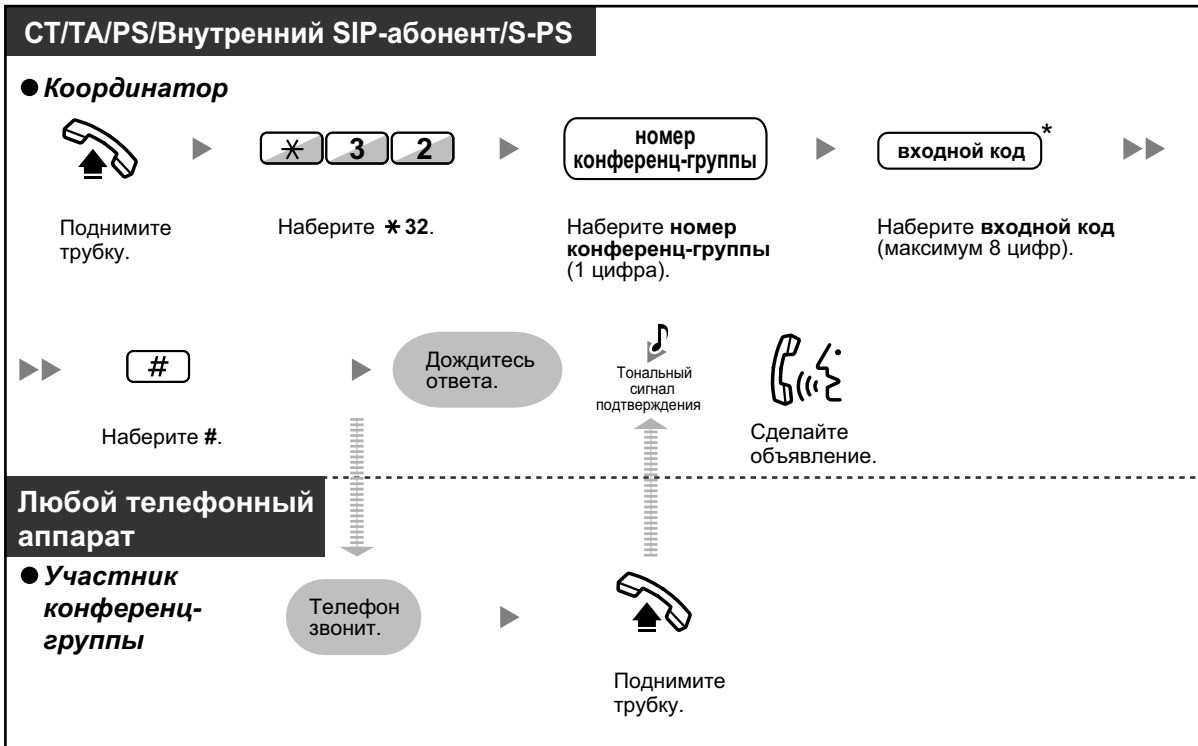 СТ/ТА/PS/Внутренний SIP-абонент/S-PS
● Координатор
* 3 2
номер
конференц-группы
входной код *
Поднимите
трубку.
Наберите *32.
Наберите номер
конференц-группы
(1 цифра).
Наберите входной код
(максимум 8 цифр).
#
Наберите #.
Дождитесь
ответа.
Тональный
сигнал
подтверждения
Сделайте
объявление.
Любой телефонный
аппарат
● Участник
конференц-
группы
Телефон
звонит.
Поднимите
трубку.